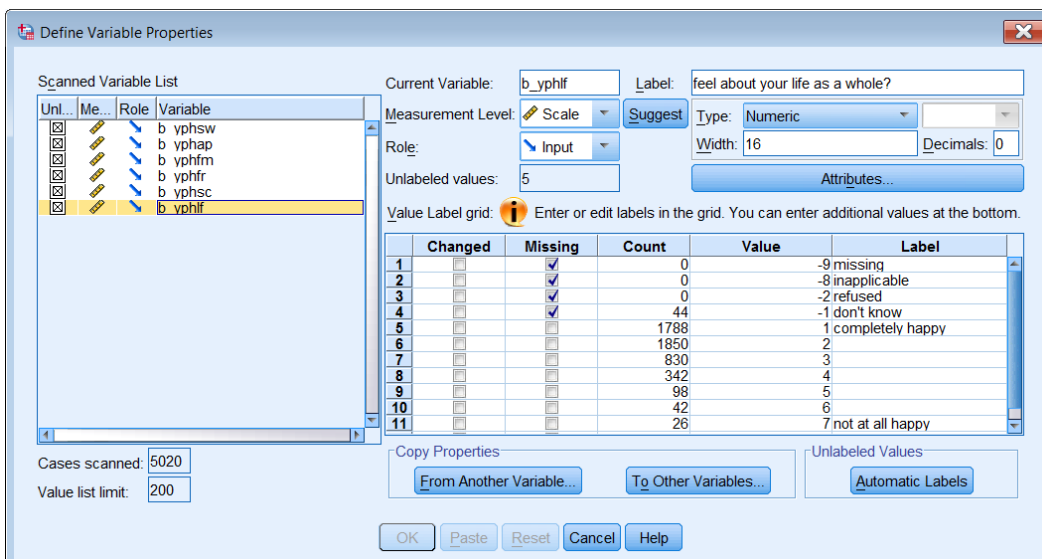 Define Variable Properties
Scanned Variable List
Unl... Me... Role Variable
b_yphsw
b_yphap
b_yphfm
b_yphfr
b_yphsc
b_yphlf
Cases scanned: 5020
Value list limit: 200
Current Variable: b_yphlf Label: feel about your life as a whole?
Measurement Level: Scale Suggest Type: Numeric
Role: Input Width: 16 Decimals: 0
Unlabeled values: 5 Attributes...
Value Label grid: Enter or edit labels in the grid. You can enter additional values at the bottom.
Changed Missing Count Value Label
1 0 -9 missing
2 0 -8 inapplicable
3 0 -2 refused
4 44 -1 don't know
5 1788 1 completely happy
6 1850 2
7 830 3
8 342 4
9 98 5
10 42 6
11 26 7 not at all happy
Copy Properties Unlabeled Values
From Another Variable... To Other Variables... Automatic Labels
OK Paste Reset Cancel Help